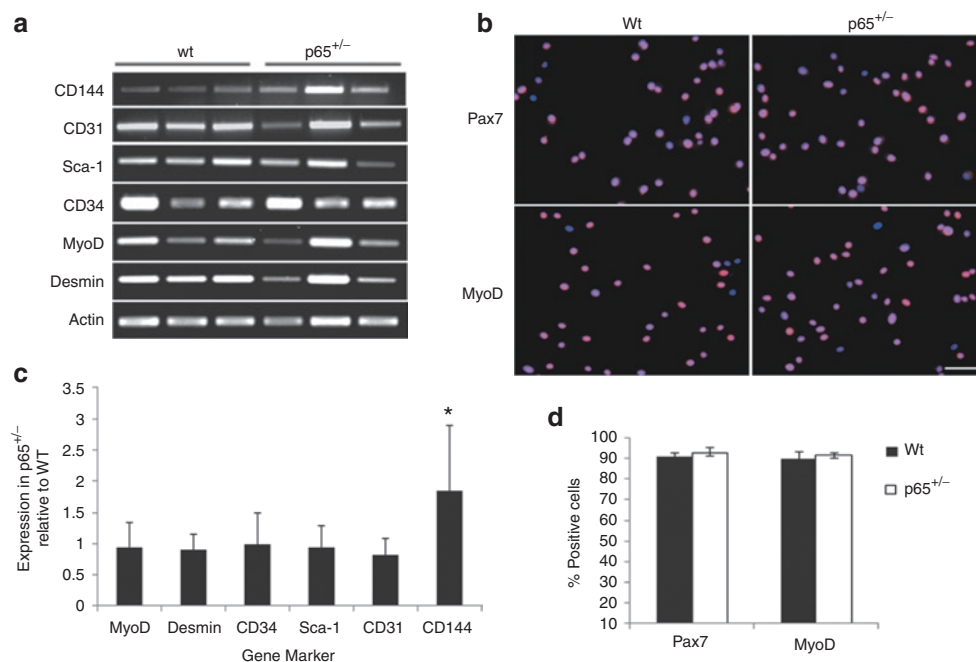 a
wt p65+/–
CD144
CD31
Sca-1
CD34
MyoD
Desmin
Actin
b
Wt p65+/–
Pax7
MyoD
c
Expression in p65+/–
relative to WT
3.5
3
2.5
2
1.5
1
0.5
0
*
MyoD Desmin CD34 Sca-1 CD31 CD144
Gene Marker
d
% Positive cells
100
90
80
70
60
50
40
30
20
10
Pax7 MyoD
Wt
p65+/–